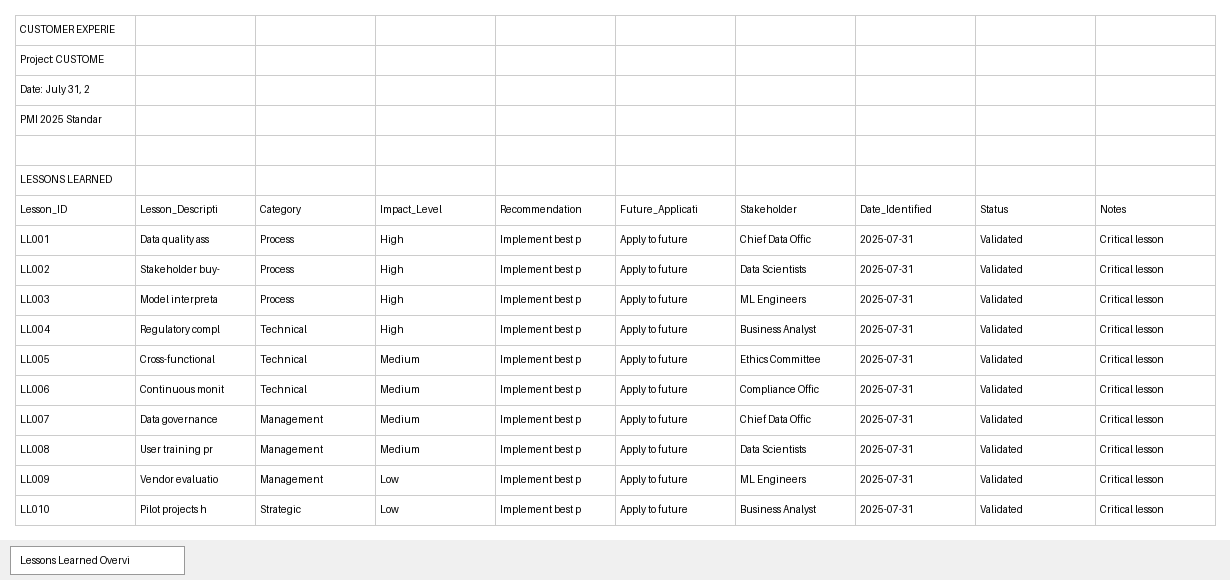 CUSTOMER EXPERIE
Project: CUSTOME
Date: July 31, 2
PMI 2025 Standar
LESSONS LEARNED
Lesson_ID Lesson_Descripti Category Impact_Level Recommendation Future_Applicati Stakeholder Date_Identified Status Notes
LL001 Data quality ass Process High Implement best p Apply to future Chief Data Offic 2025-07-31 Validated Critical lesson
LL002 Stakeholder buy- Process High Implement best p Apply to future Data Scientists 2025-07-31 Validated Critical lesson
LL003 Model interpreta Process High Implement best p Apply to future ML Engineers 2025-07-31 Validated Critical lesson
LL004 Regulatory compl Technical High Implement best p Apply to future Business Analyst 2025-07-31 Validated Critical lesson
LL005 Cross-functional Technical Medium Implement best p Apply to future Ethics Committee 2025-07-31 Validated Critical lesson
LL006 Continuous monit Technical Medium Implement best p Apply to future Compliance Offic 2025-07-31 Validated Critical lesson
LL007 Data governance Management Medium Implement best p Apply to future Chief Data Offic 2025-07-31 Validated Critical lesson
LL008 User training pr Management Medium Implement best p Apply to future Data Scientists 2025-07-31 Validated Critical lesson
LL009 Vendor evaluatio Management Low Implement best p Apply to future ML Engineers 2025-07-31 Validated Critical lesson
LL010 Pilot projects h Strategic Low Implement best p Apply to future Business Analyst 2025-07-31 Validated Critical lesson
Lessons Learned Overvi